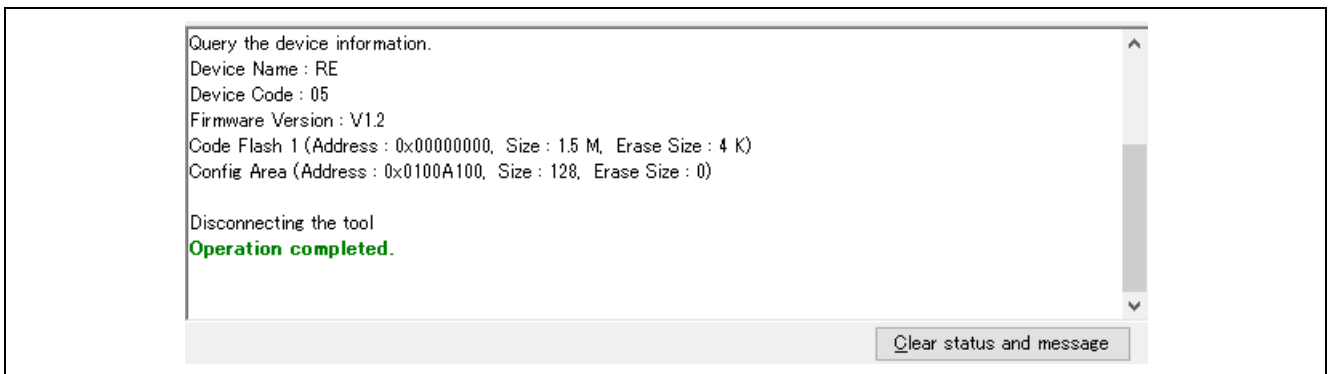 Query the device information.
Device Name : RE
Device Code : 05
Firmware Version : V1.2
Code Flash 1 (Address : 0x00000000, Size : 1.5 M, Erase Size : 4 K)
Config Area (Address : 0x0100A100, Size : 128, Erase Size : 0)
Disconnecting the tool
Operation completed.
Clear status and message